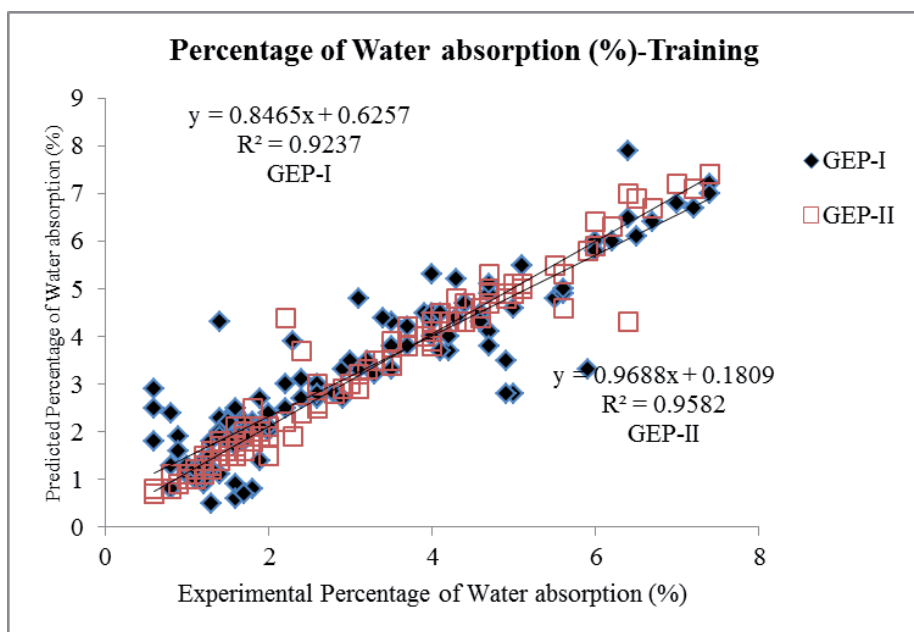 Percentage of Water absorption (%)-Training
y = 0.8465x + 0.6257
R² = 0.9237
GEP-I
GEP-I
GEP-II
y = 0.9688x + 0.1809
R² = 0.9582
GEP-II
Predicted Percentage of Water absorption (%)
9
8
7
6
5
4
3
2
1
0
0 2 4 6 8
Experimental Percentage of Water absorption (%)